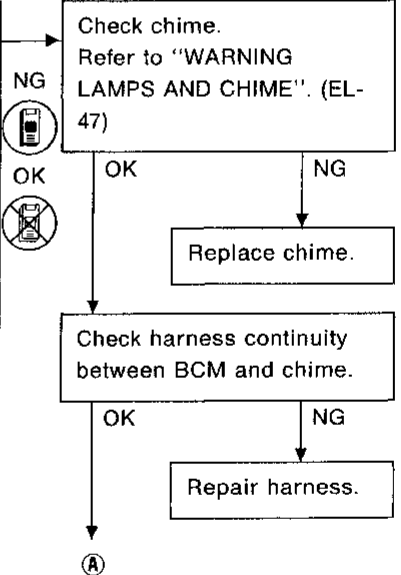 Check chime.
Refer to "WARNING
LAMPS AND CHIME". (EL-
47)
NG
OK
OK
NG
Replace chime.
Check harness continuity
between BCM and chime.
OK
NG
Repair harness.
Ⓐ